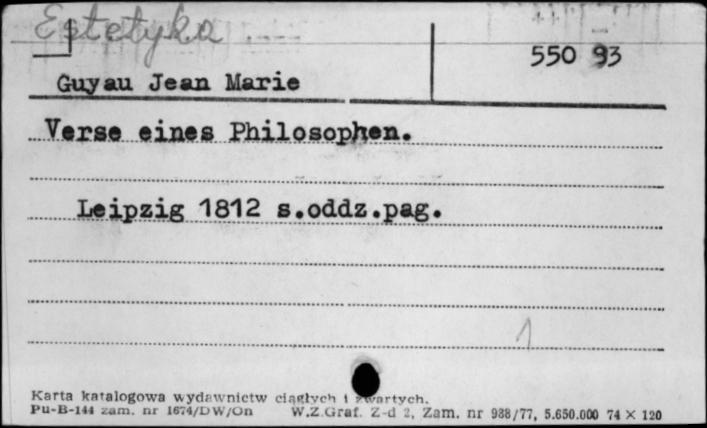 Estetyka
550 93
Guyau Jean Marie
Verse eines Philosophen.
Leipzig 1812 s.oddz.pag.
1
Karta katalogowa wydawnictw ciągłych i zwartych.
Pu-B-144 zam. nr 1674/DW/On W.Z.Graf. Z-d 2, Zam. nr 988/77, 5.650.000 74 × 120